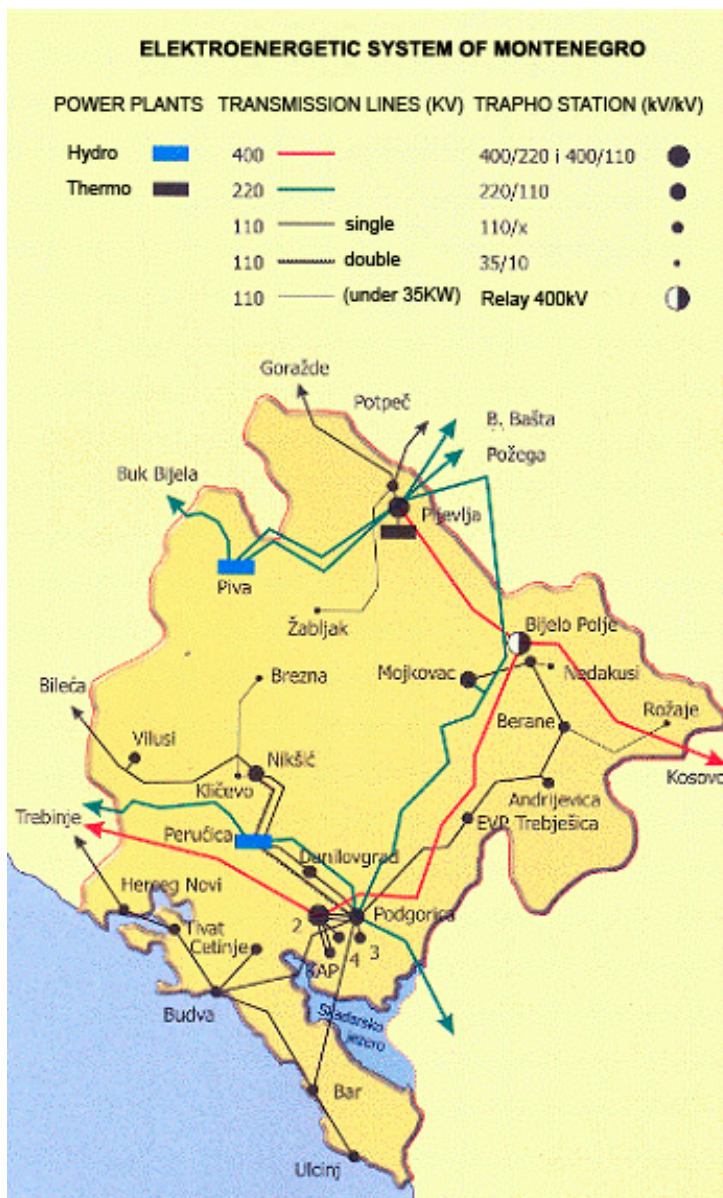 ELEKTROENERGETIC SYSTEM OF MONTENEGRO
POWER PLANTS TRANSMISSION LINES (KV) TRAPHO STATION (kV/kV)
Hydro 400 400/220 i 400/110
Thermo 220 220/110
110 single 110/x
110 double 35/10
110 (under 35KW) Relay 400kV
Goražde
Potpeč
B. Bašta
Požega
Buk Bijela
Pljevlja
Piva
Žabljak
Bijelo Polje
Brezna
Mojkovac
Nedakusi
Bileća
Vilusi
Berane
Rožaje
Nikšić
Kličevo
Kosovo
Andrijevica
Trebinje
Peručica
EVP Trebješica
Danilovgrad
Herceg Novi
2
Podgorica
Tivat
Cetinje
4
3
KAP
Budva
Skadarsko
jezero
Bar
Ulcinj